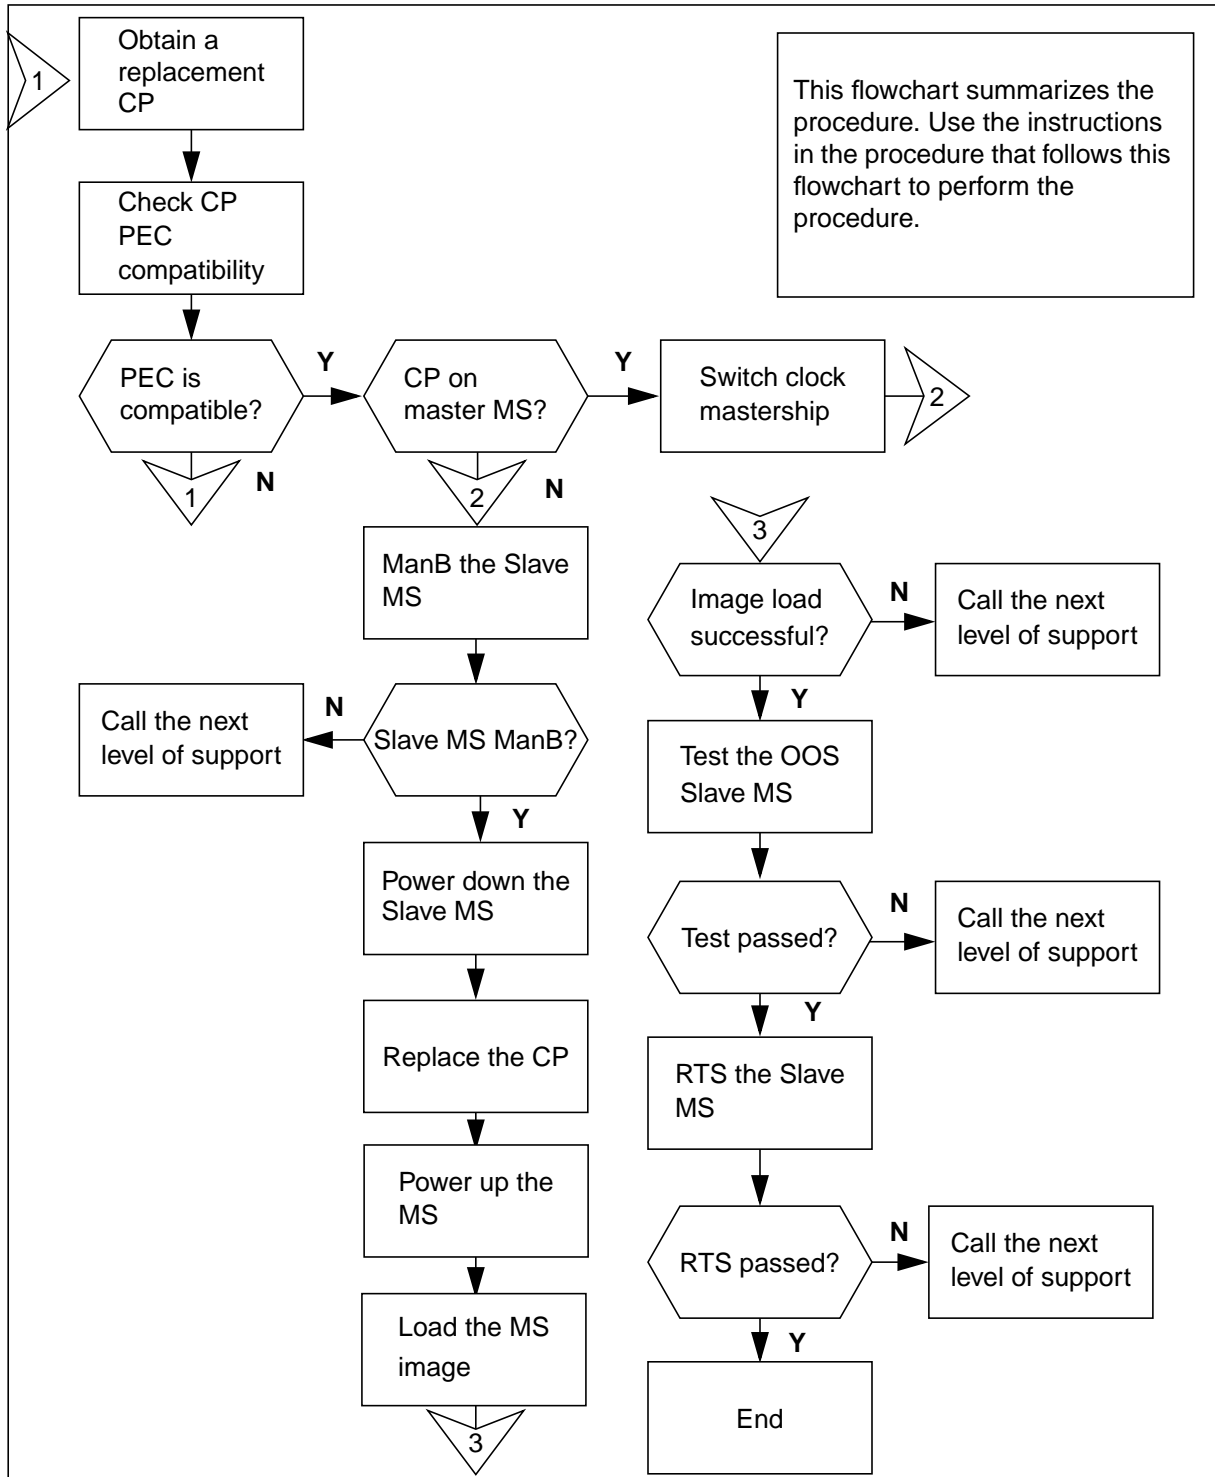 1
Obtain a
replacement
CP
This flowchart summarizes the
procedure. Use the instructions
in the procedure that follows this
flowchart to perform the
procedure.
Check CP
PEC
compatibility
PEC is
compatible?
Y
CP on
master MS?
Y
Switch clock
mastership
2
1
N
2
N
ManB the Slave
MS
Slave MS ManB?
N
Call the next
level of support
Y
Power down the
Slave MS
Replace the CP
Power up the
MS
Load the MS
image
3
3
Image load
successful?
N
Call the next
level of support
Y
Test the OOS
Slave MS
Test passed?
N
Call the next
level of support
Y
RTS the Slave
MS
RTS passed?
N
Call the next
level of support
Y
End